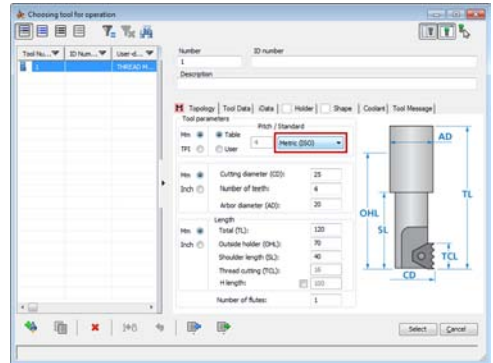 Choosing tool for operation
Tool Nu... ID Num... User-d...
1 THREAD M...
Number ID number
1
Description
Topology Tool Data iData Holder Shape Coolant Tool Message
Tool parameters
Pitch / Standard
Mm Table 4 Metric (ISO)
TPI User
Mm Cutting diameter (CD): 25
Inch Number of teeth: 4
Arbor diameter (AD): 20
Length
Mm Total (TL): 120
Inch Outside holder (OHL): 70
Shoulder length (SL): 40
Thread cutting (TCL): 16
H length: 100
Number of flutes: 1
AD
TL
OHL
SL
TCL
CD
Select Cancel